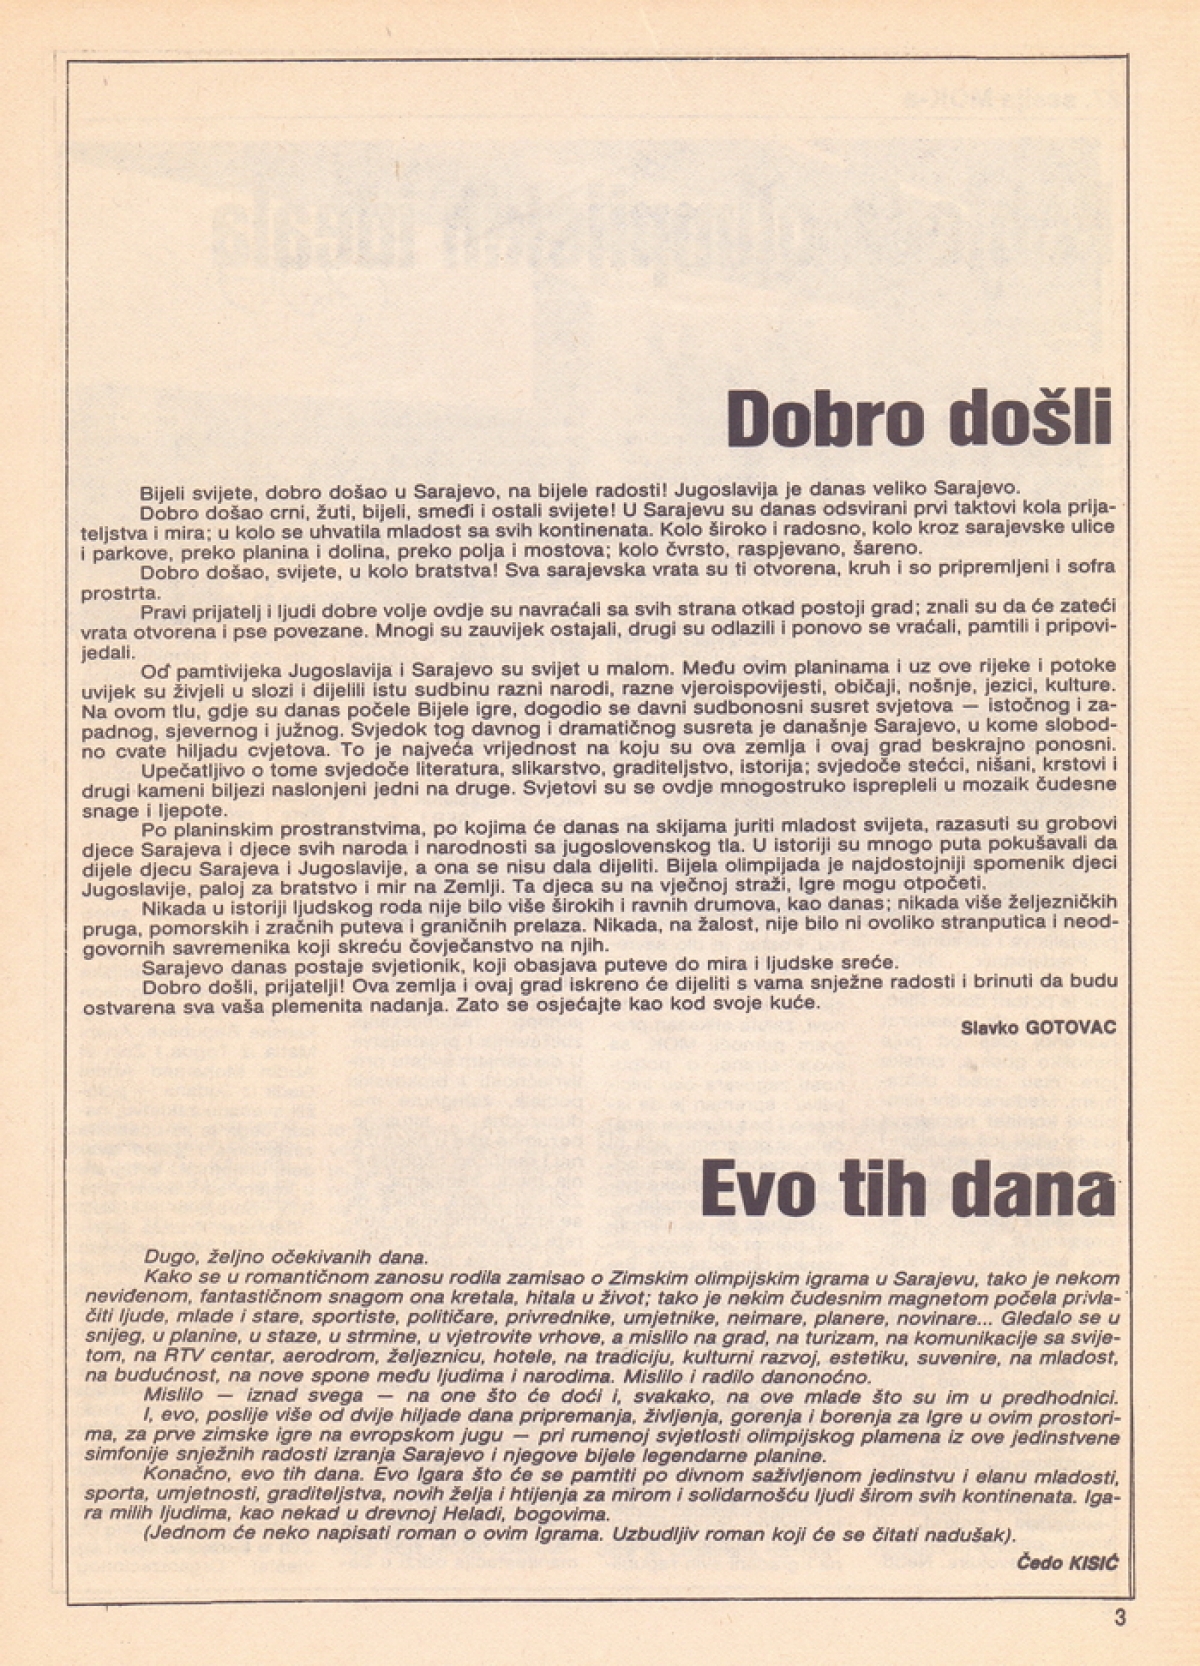 Dobro došli
Bijeli svijete, dobro došao u Sarajevo, na bijele radosti! Jugoslavija je danas veliko Sarajevo.
Dobro došao crni, žuti, bijeli, smeđi i ostali svijete! U Sarajevu su danas odsvirani prvi taktovi kola prija-
teljstva i mira; u kolo se uhvatila mladost sa svih kontinenata. Kolo široko i radosno, kolo kroz sarajevske ulice
i parkove, preko planina i dolina, preko polja i mostova; kolo čvrsto, raspjevano, šareno.
Dobro došao, svijete, u kolo bratstva! Sva sarajevska vrata su ti otvorena, kruh i so pripremljeni i sofra
prostrta.
Pravi prijatelj i ljudi dobre volje ovdje su navraćali sa svih strana otkad postoji grad; znali su da će zateći
vrata otvorena i pse povezane. Mnogi su zauvijek ostajali, drugi su odlazili i ponovo se vraćali, pamtili i pripovi-
jedali.
Od pamtivijeka Jugoslavija i Sarajevo su svijet u malom. Među ovim planinama i uz ove rijeke i potoke
uvijek su živjeli u slozi i dijelili istu sudbinu razni narodi, razne vjeroispovijesti, običaji, nošnje, jezici, kulture.
Na ovom tlu, gdje su danas počele Bijele igre, dogodio se davni sudbonosni susret svjetova — istočnog i za-
padnog, sjevernog i južnog. Svjedok tog davnog i dramatičnog susreta je današnje Sarajevo, u kome slobod-
no cvate hiljadu cvjetova. To je najveća vrijednost na koju su ova zemlja i ovaj grad beskrajno ponosni.
Upečatljivo o tome svjedoče literatura, slikarstvo, graditeljstvo, istorija; svjedoče stećci, nišani, krstovi i
drugi kameni biljezi naslonjeni jedni na druge. Svjetovi su se ovdje mnogostruko isprepleli u mozaik čudesne
snage i ljepote.
Po planinskim prostranstvima, po kojima će danas na skijama juriti mladost svijeta, razasuti su grobovi
djece Sarajeva i djece svih naroda i narodnosti sa jugoslovenskog tla. U istoriji su mnogo puta pokušavali da
dijele djecu Sarajeva i Jugoslavije, a ona se nisu dala dijeliti. Bijela olimpijada je najdostojniji spomenik djeci
Jugoslavije, paloj za bratstvo i mir na Zemlji. Ta djeca su na vječnoj straži, Igre mogu otpočeti.
Nikada u istoriji ljudskog roda nije bilo više širokih i ravnih drumova, kao danas; nikada više željezničkih
pruga, pomorskih i zračnih puteva i graničnih prelaza. Nikada, na žalost, nije bilo ni ovoliko stranputica i neod-
govornih savremenika koji skreću čovječanstvo na njih.
Sarajevo danas postaje svjetionik, koji obasjava puteve do mira i ljudske sreće.
Dobro došli, prijatelji! Ova zemlja i ovaj grad iskreno će dijeliti s vama snježne radosti i brinuti da budu
ostvarena sva vaša plemenita nadanja. Zato se osjećajte kao kod svoje kuće.
Slavko GOTOVAC
Evo tih dana
Dugo, željno očekivanih dana.
Kako se u romantičnom zanosu rodila zamisao o Zimskim olimpijskim igrama u Sarajevu, tako je nekom
neviđenom, fantastičnom snagom ona kretala, hitala u život; tako je nekim čudesnim magnetom počela privla-
čiti ljude, mlade i stare, sportiste, političare, privrednike, umjetnike, neimare, planere, novinare... Gledalo se u
snijeg, u planine, u staze, u strmine, u vjetrovite vrhove, a mislilo na grad, na turizam, na komunikacije sa svije-
tom, na RTV centar, aerodrom, željeznicu, hotele, na tradiciju, kulturni razvoj, estetiku, suvenire, na mladost,
na budućnost, na nove spone među ljudima i narodima. Mislilo i radilo danonoćno.
Mislilo — iznad svega — na one što će doći i, svakako, na ove mlade što su im u predhodnici.
I, evo, poslije više od dvije hiljade dana pripremanja, življenja, gorenja i borenja za Igre u ovim prostori-
ma, za prve zimske igre na evropskom jugu — pri rumenoj svjetlosti olimpijskog plamena iz ove jedinstvene
simfonije snježnih radosti izranja Sarajevo i njegove bijele legendarne planine.
Konačno, evo tih dana. Evo Igara što će se pamtiti po divnom saživljenom jedinstvu i elanu mladosti,
sporta, umjetnosti, graditeljstva, novih želja i htijenja za mirom i solidarnošću ljudi širom svih kontinenata. Iga-
ra milih ljudima, kao nekad u drevnoj Heladi, bogovima.
(Jednom će neko napisati roman o ovim Igrama. Uzbudljiv roman koji će se čitati nadušak).
Čedo KISIĆ
3